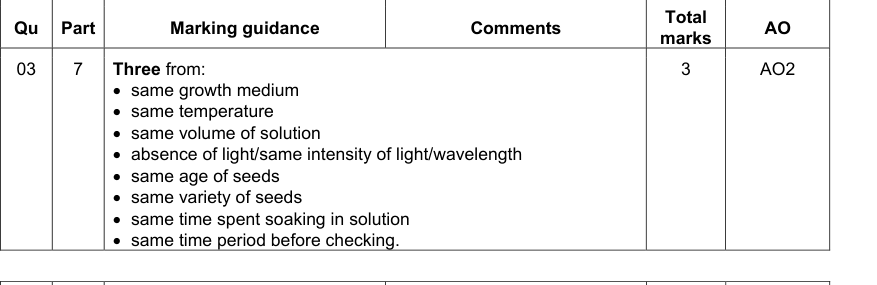 Qu Part Marking guidance Comments Total marks AO
03 7 Three from: 3 AO2
• same growth medium
• same temperature
• same volume of solution
• absence of light/same intensity of light/wavelength
• same age of seeds
• same variety of seeds
• same time spent soaking in solution
• same time period before checking.